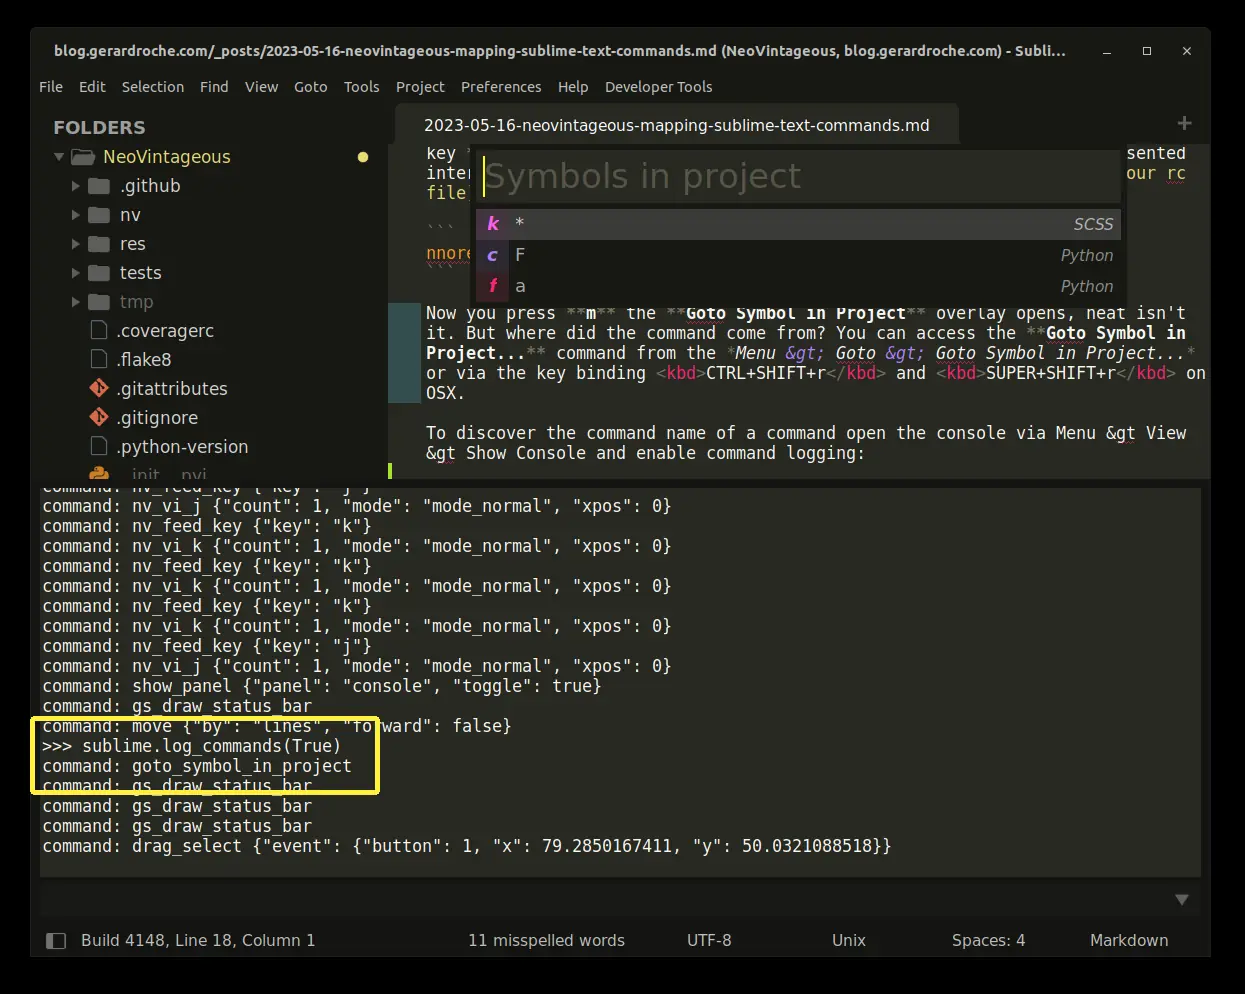 blog.gerardroche.com/_posts/2023-05-16-neovintageous-mapping-sublime-text-commands.md (NeoVintageous, blog.gerardroche.com) - Subli...
File Edit Selection Find View Goto Tools Project Preferences Help Developer Tools
FOLDERS
NeoVintageous
.github
nv
res
tests
tmp
.coveragerc
.flake8
.gitattributes
.gitignore
.python-version
2023-05-16-neovintageous-mapping-sublime-text-commands.md
key
sented
our rc
file
```
nnore
```
Symbols in project
k * SCSS
c F Python
f a Python
Now you press **m** the **Goto Symbol in Project** overlay opens, neat isn't
it. But where did the command come from? You can access the **Goto Symbol in
Project...** command from the *Menu &gt; Goto &gt; Goto Symbol in Project...*
or via the key binding <kbd>CTRL+SHIFT+r</kbd> and <kbd>SUPER+SHIFT+r</kbd> on
OSX.
To discover the command name of a command open the console via Menu &gt View
&gt Show Console and enable command logging:
command: nv_feed_key {"key": "j"}
command: nv_vi_j {"count": 1, "mode": "mode_normal", "xpos": 0}
command: nv_feed_key {"key": "k"}
command: nv_vi_k {"count": 1, "mode": "mode_normal", "xpos": 0}
command: nv_feed_key {"key": "k"}
command: nv_vi_k {"count": 1, "mode": "mode_normal", "xpos": 0}
command: nv_feed_key {"key": "k"}
command: nv_vi_k {"count": 1, "mode": "mode_normal", "xpos": 0}
command: nv_feed_key {"key": "j"}
command: nv_vi_j {"count": 1, "mode": "mode_normal", "xpos": 0}
command: show_panel {"panel": "console", "toggle": true}
command: gs_draw_status_bar
command: move {"by": "lines", "forward": false}
>>> sublime.log_commands(True)
command: goto_symbol_in_project
command: gs_draw_status_bar
command: gs_draw_status_bar
command: gs_draw_status_bar
command: drag_select {"event": {"button": 1, "x": 79.2850167411, "y": 50.0321088518}}
Build 4148, Line 18, Column 1 11 misspelled words UTF-8 Unix Spaces: 4 Markdown